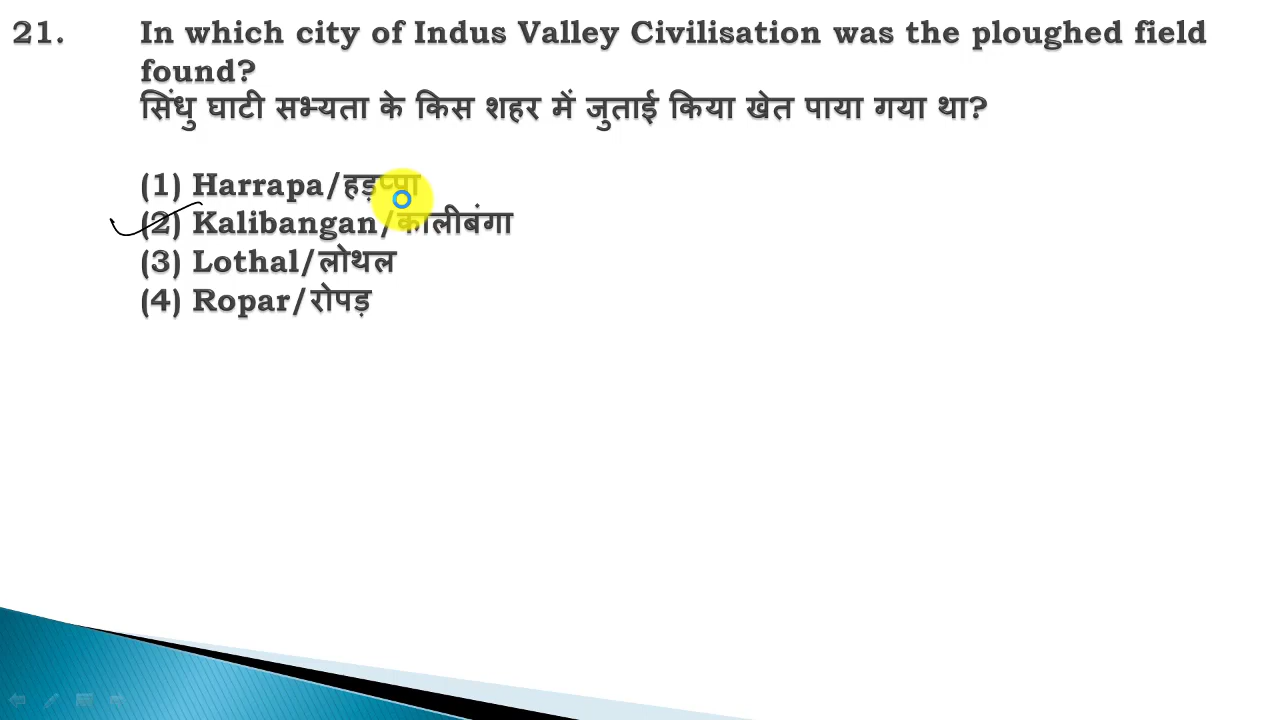 21. In which city of Indus Valley Civilisation was the ploughed field
found?
सिंधु घाटी सभ्यता के किस शहर में जुताई किया खेत पाया गया था?
(1) Harrapa/हड़प्पा
(2) Kalibangan/कालीबंगा
(3) Lothal/लोथल
(4) Ropar/रोपड़